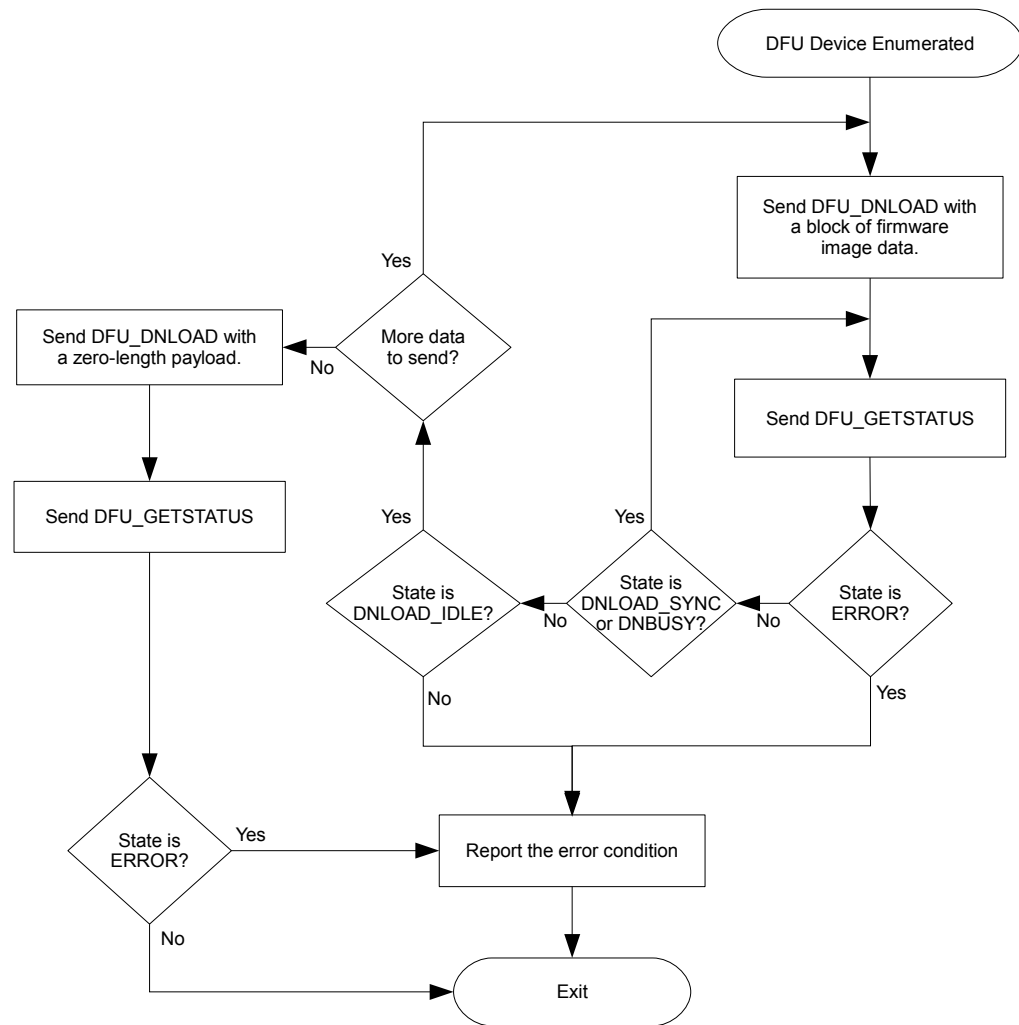 DFU Device Enumerated
Send DFU_DNLOAD with
a block of firmware
image data.
Yes
More data
to send?
No
Send DFU_DNLOAD with
a zero-length payload.
Send DFU_GETSTATUS
Send DFU_GETSTATUS
Yes
Yes
State is
DNLOAD_IDLE?
No
State is
DNLOAD_SYNC
or DNBUSY?
No
State is
ERROR?
No
Yes
State is
ERROR?
Yes
No
Report the error condition
Exit